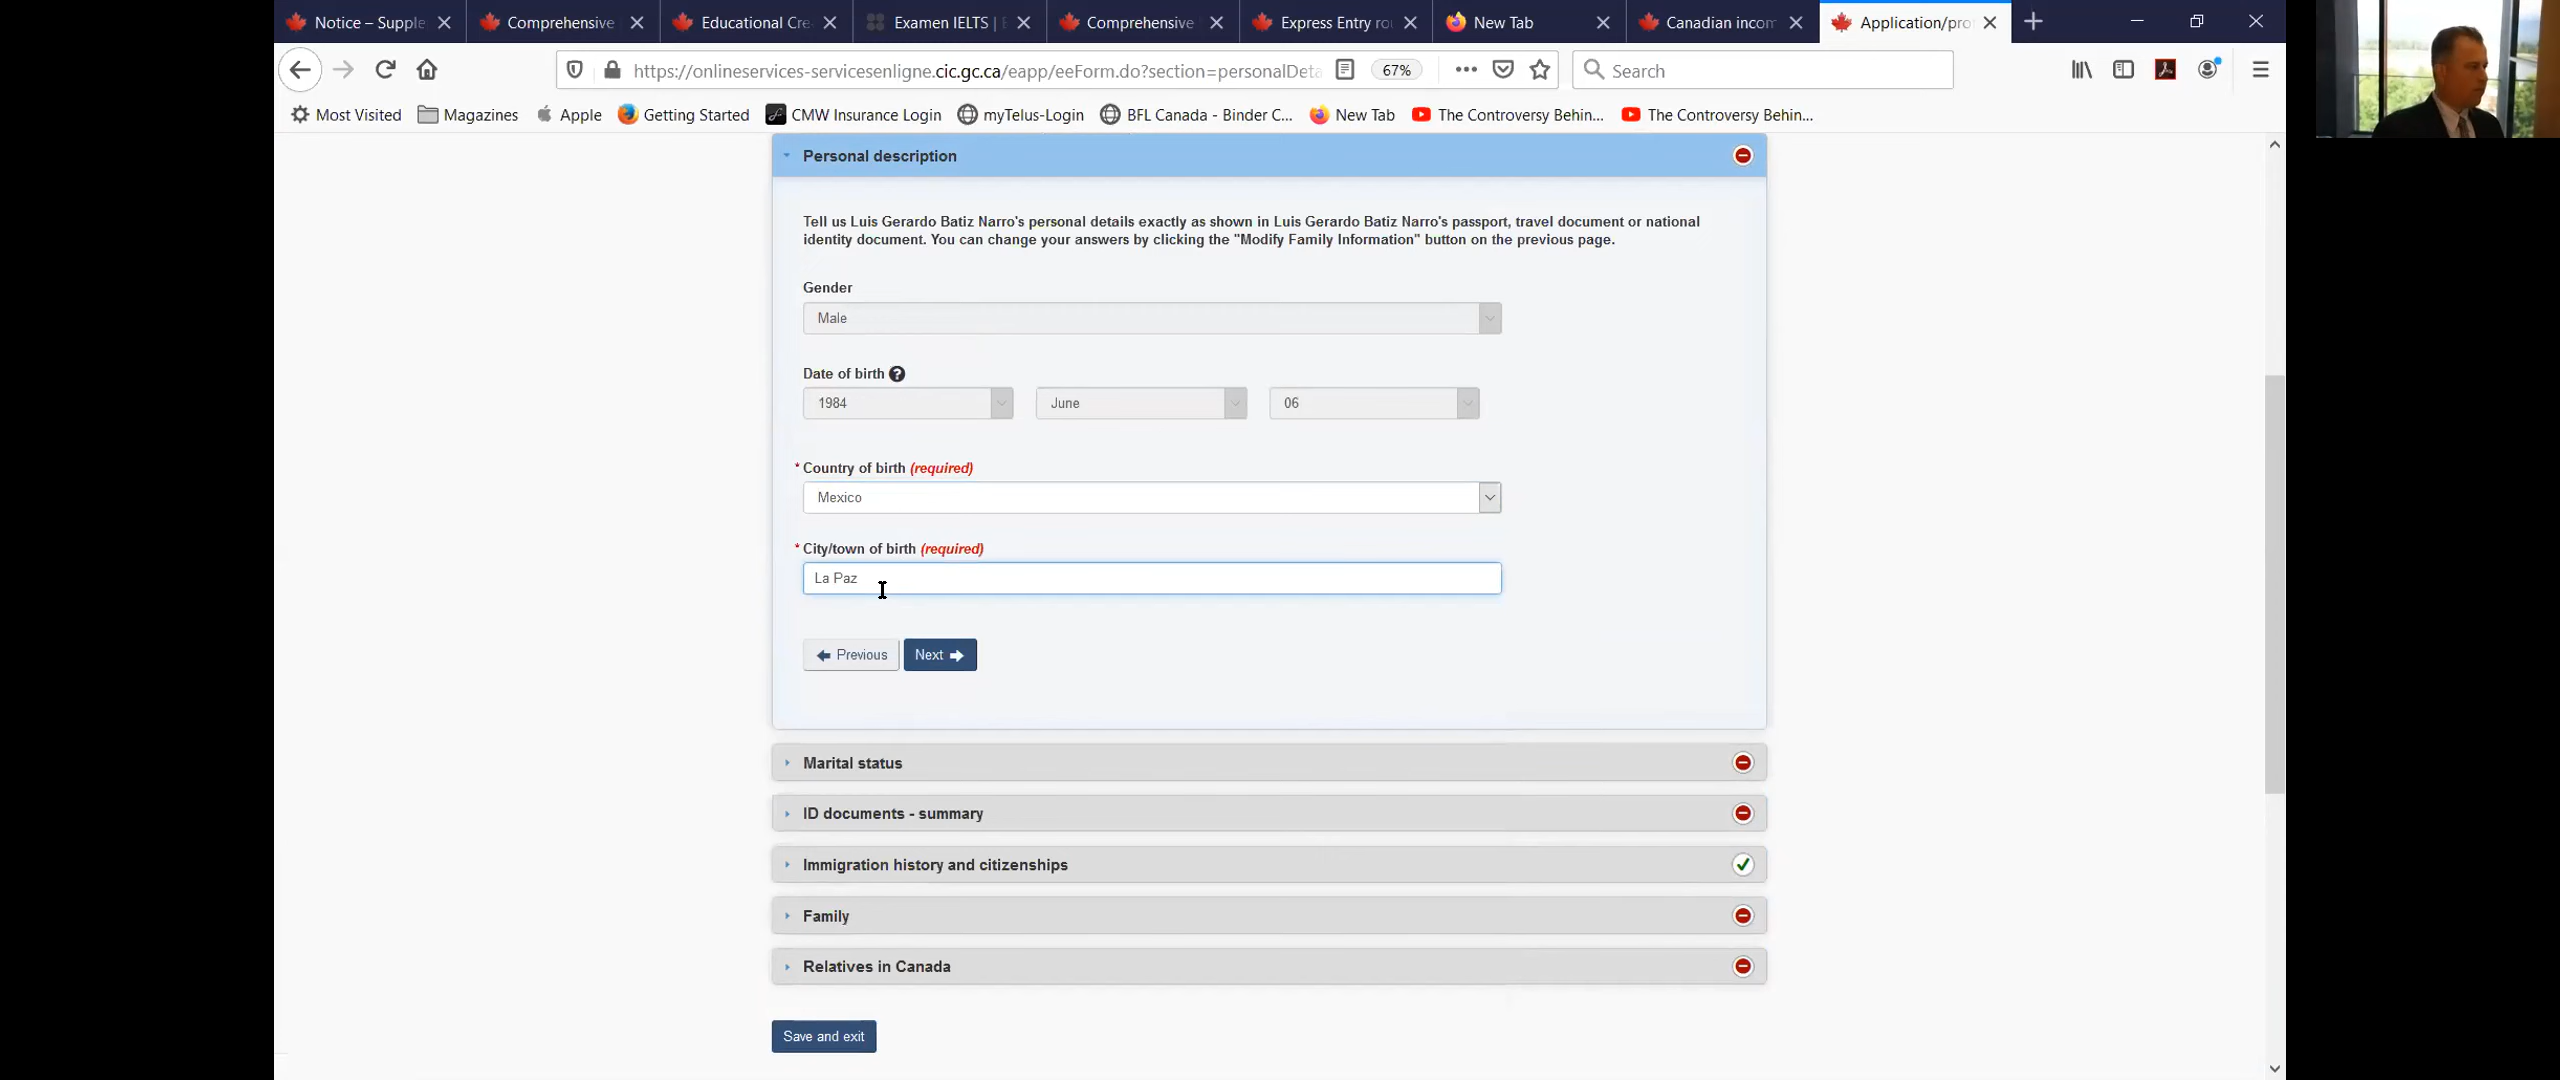 Notice – Supple
Comprehensive
Educational Cre
Examen IELTS |
Comprehensive
Express Entry ro
New Tab
Canadian incom
Application/pro
https://onlineservices-servicesenligne.cic.gc.ca/eapp/eeForm.do?section=personalDeta
67%
Search
Most Visited
Magazines
Apple
Getting Started
CMW Insurance Login
myTelus-Login
BFL Canada - Binder C...
New Tab
The Controversy Behin...
The Controversy Behin...
Personal description
Tell us Luis Gerardo Batiz Narro's personal details exactly as shown in Luis Gerardo Batiz Narro's passport, travel document or national
identity document. You can change your answers by clicking the "Modify Family Information" button on the previous page.
Gender
Male
Date of birth ?
1984 June 06
* Country of birth (required)
Mexico
* City/town of birth (required)
La Paz
Previous Next
Marital status
ID documents - summary
Immigration history and citizenships
Family
Relatives in Canada
Save and exit